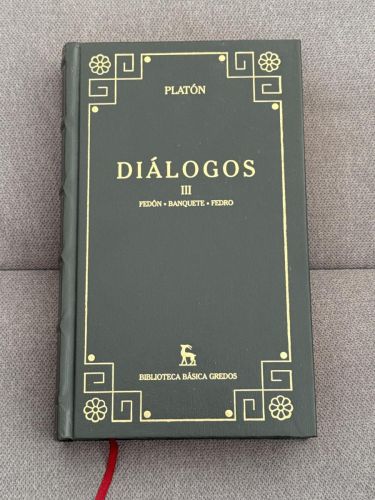 PLATÓN
DIÁLOGOS
III
FEDÓN • BANQUETE • FEDRO
BIBLIOTECA BÁSICA GREDOS